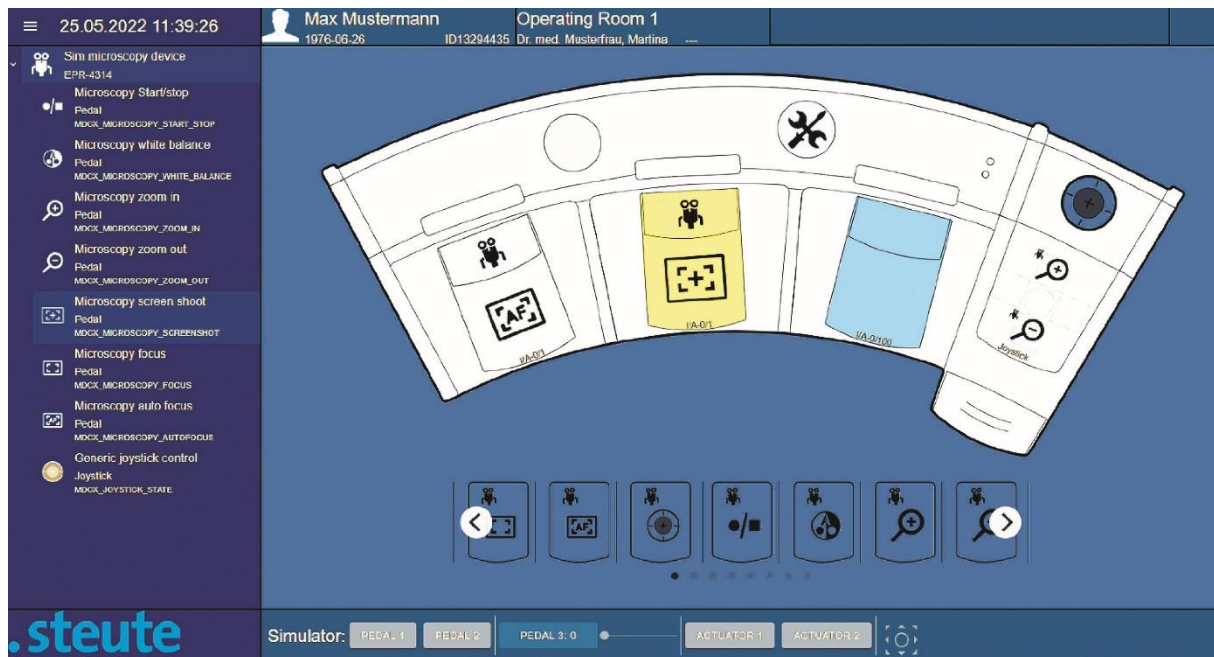 25.05.2022 11:39:26
Max Mustermann
1976-06-26 ID13294435
Operating Room 1
Dr. med. Musterfrau, Martina ---
Sim microscopy device
EPR-4314
Microscopy Start/stop
Pedal
MDCX_MICROSCOPY_START_STOP
Microscopy white balance
Pedal
MDCX_MICROSCOPY_WHITE_BALANCE
Microscopy zoom in
Pedal
MDCX_MICROSCOPY_ZOOM_IN
Microscopy zoom out
Pedal
MDCX_MICROSCOPY_ZOOM_OUT
Microscopy screen shoot
Pedal
MDCX_MICROSCOPY_SCREENSHOT
Microscopy focus
Pedal
MDCX_MICROSCOPY_FOCUS
Microscopy auto focus
Pedal
MDCX_MICROSCOPY_AUTOFOCUS
Generic joystick control
Joystick
MDCX_JOYSTICK_STATE
AF
I/A-0/1
I/A-0/1
I/A-0/100
Joystick
AF
.steute
Simulator: PEDAL 1 PEDAL 2 PEDAL 3: 0 ACTUATOR 1 ACTUATOR 2